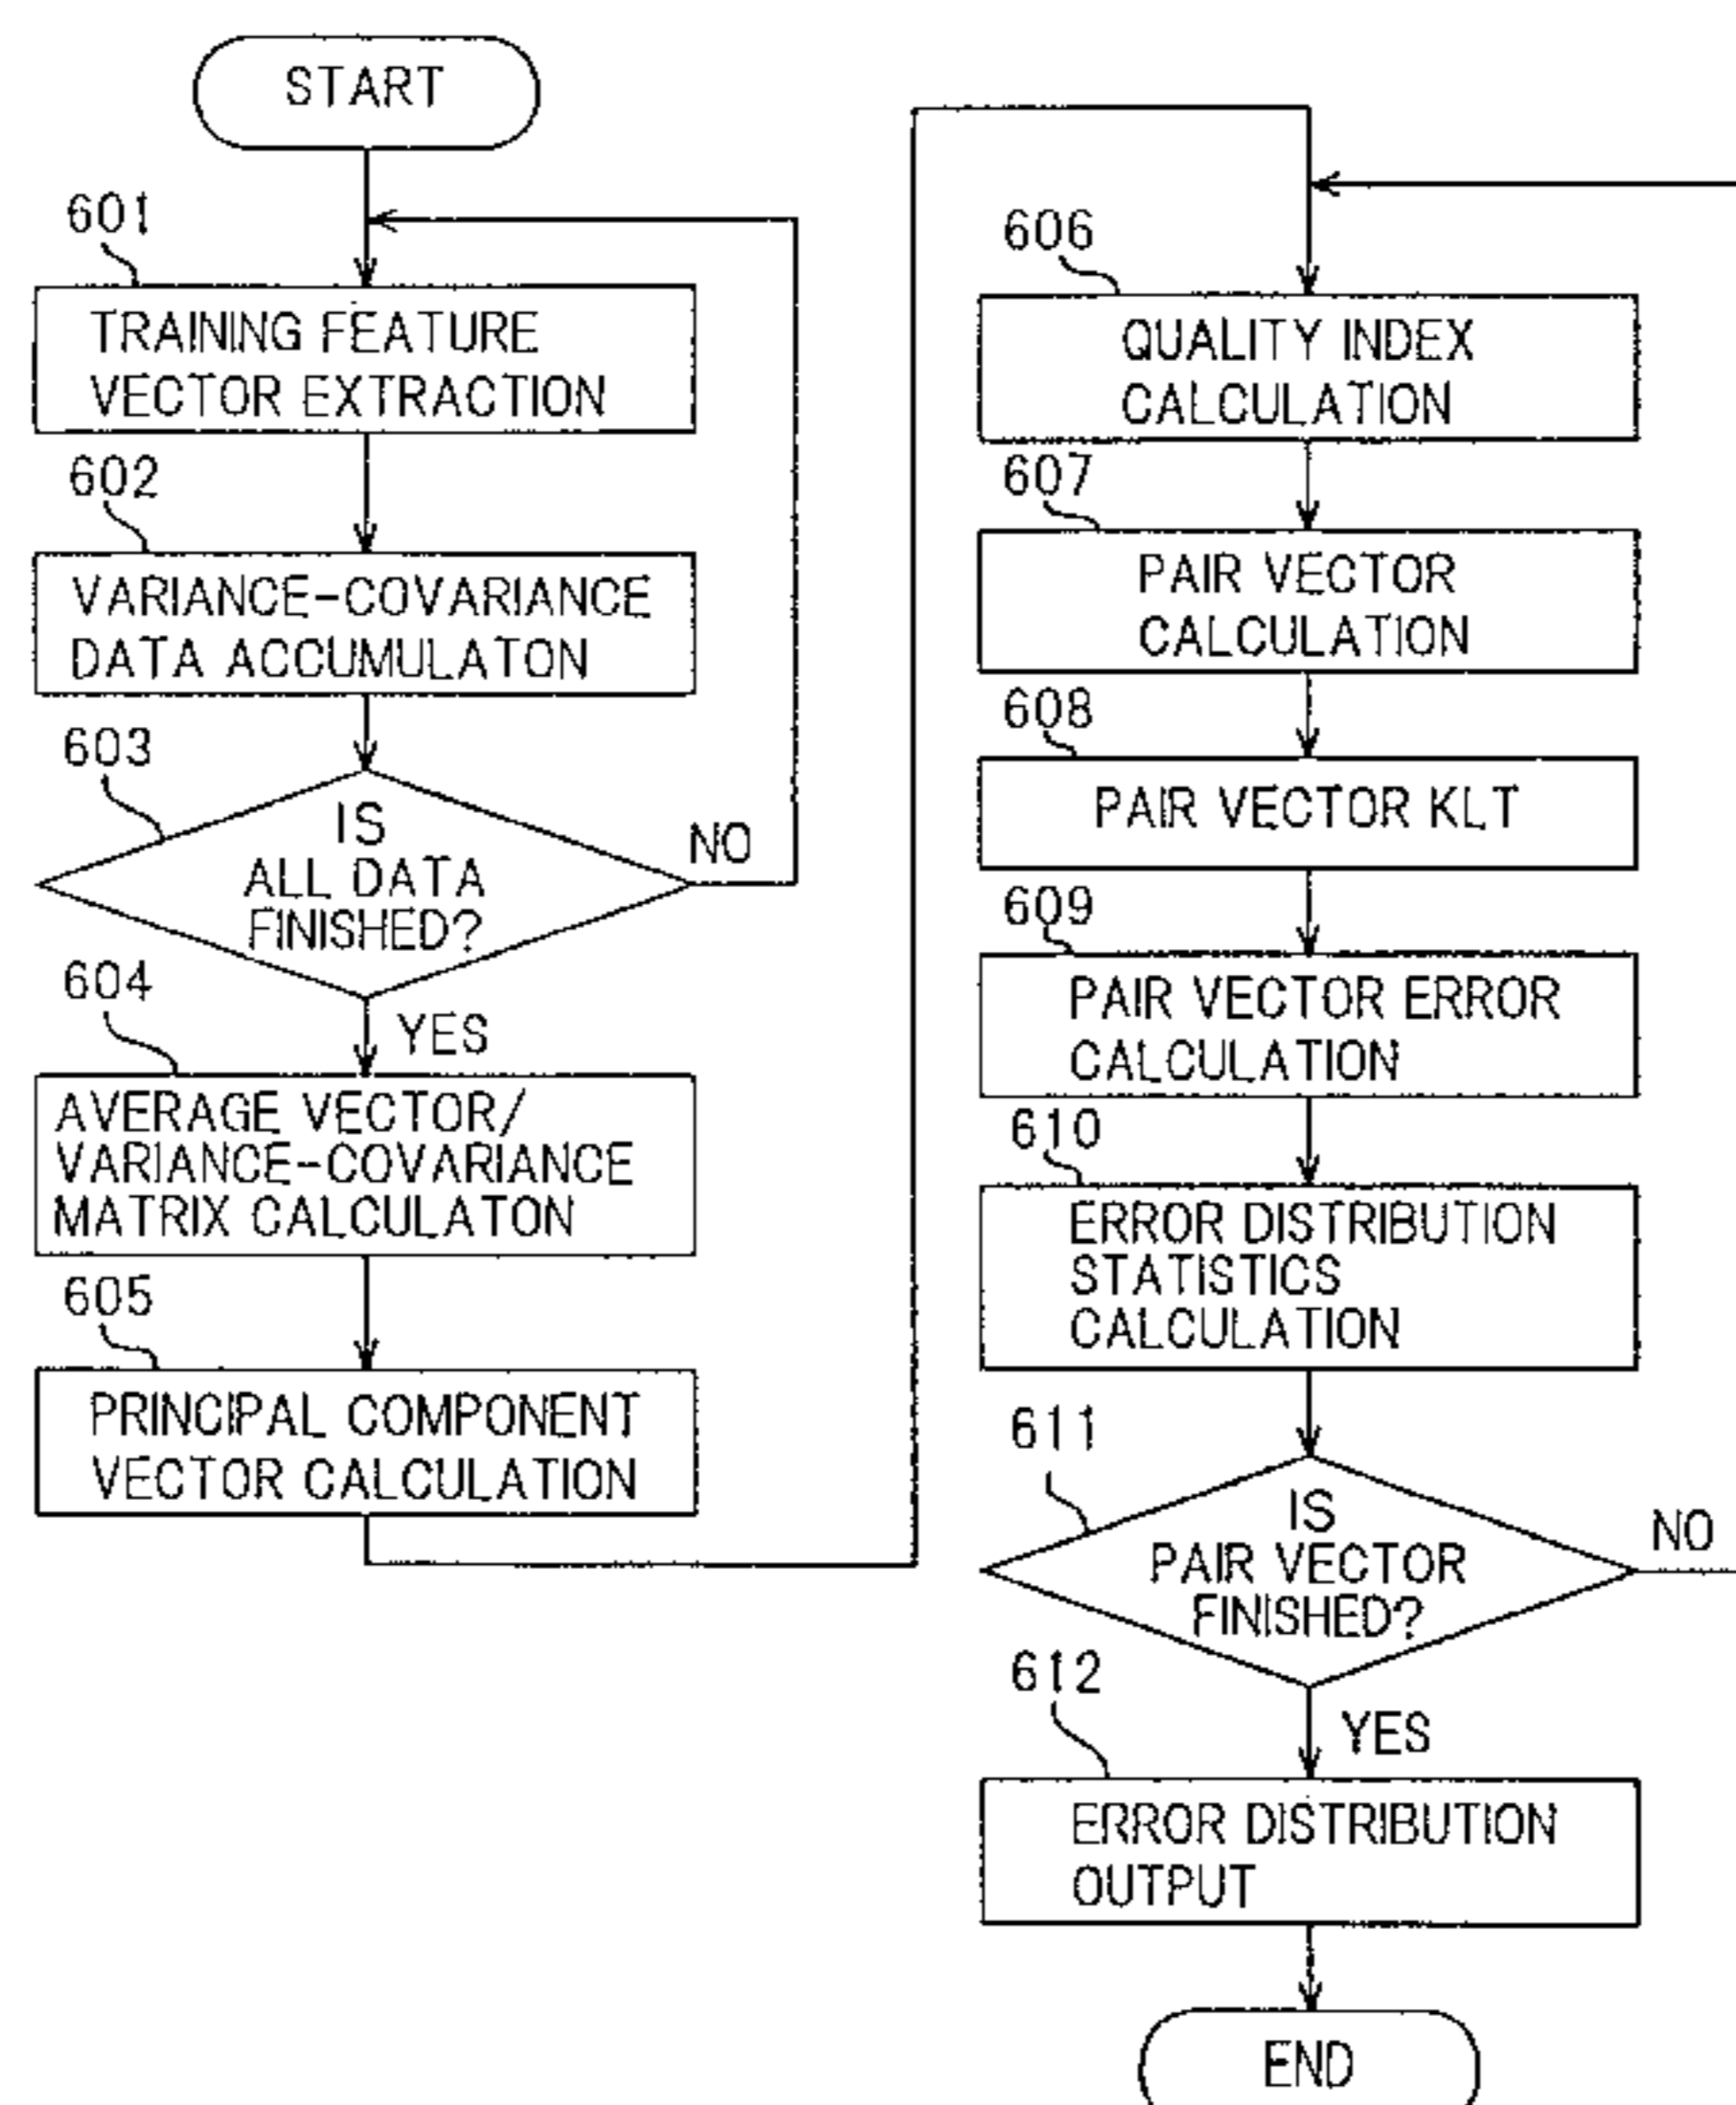 START
601
TRAINING FEATURE
VECTOR EXTRACTION
602
VARIANCE-COVARIANCE
DATA ACCUMULATON
603
IS
ALL DATA
FINISHED?
NO
604
YES
AVERAGE VECTOR/
VARIANCE-COVARIANCE
MATRIX CALCULATON
605
PRINCIPAL COMPONENT
VECTOR CALCULATION
606
QUALITY INDEX
CALCULATION
607
PAIR VECTOR
CALCULATION
608
PAIR VECTOR KLT
609
PAIR VECTOR ERROR
CALCULATION
610
ERROR DISTRIBUTION
STATISTICS
CALCULATION
611
IS
PAIR VECTOR
FINISHED?
NO
612
YES
ERROR DISTRIBUTION
OUTPUT
END